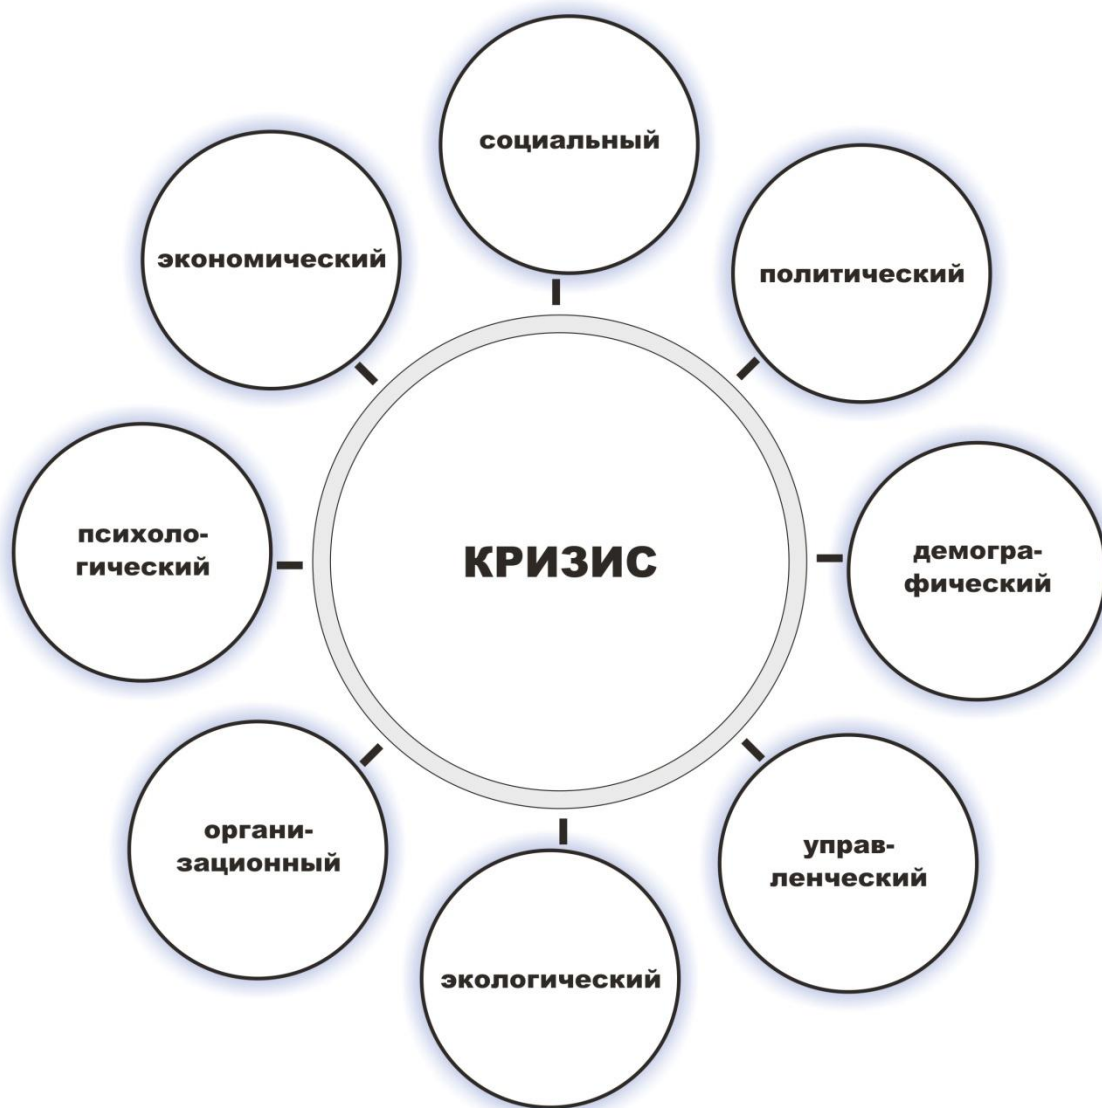 социальный
экономический
политический
психоло-
гический
КРИЗИС
демогра-
фический
органи-
зационный
управ-
ленческий
экологический